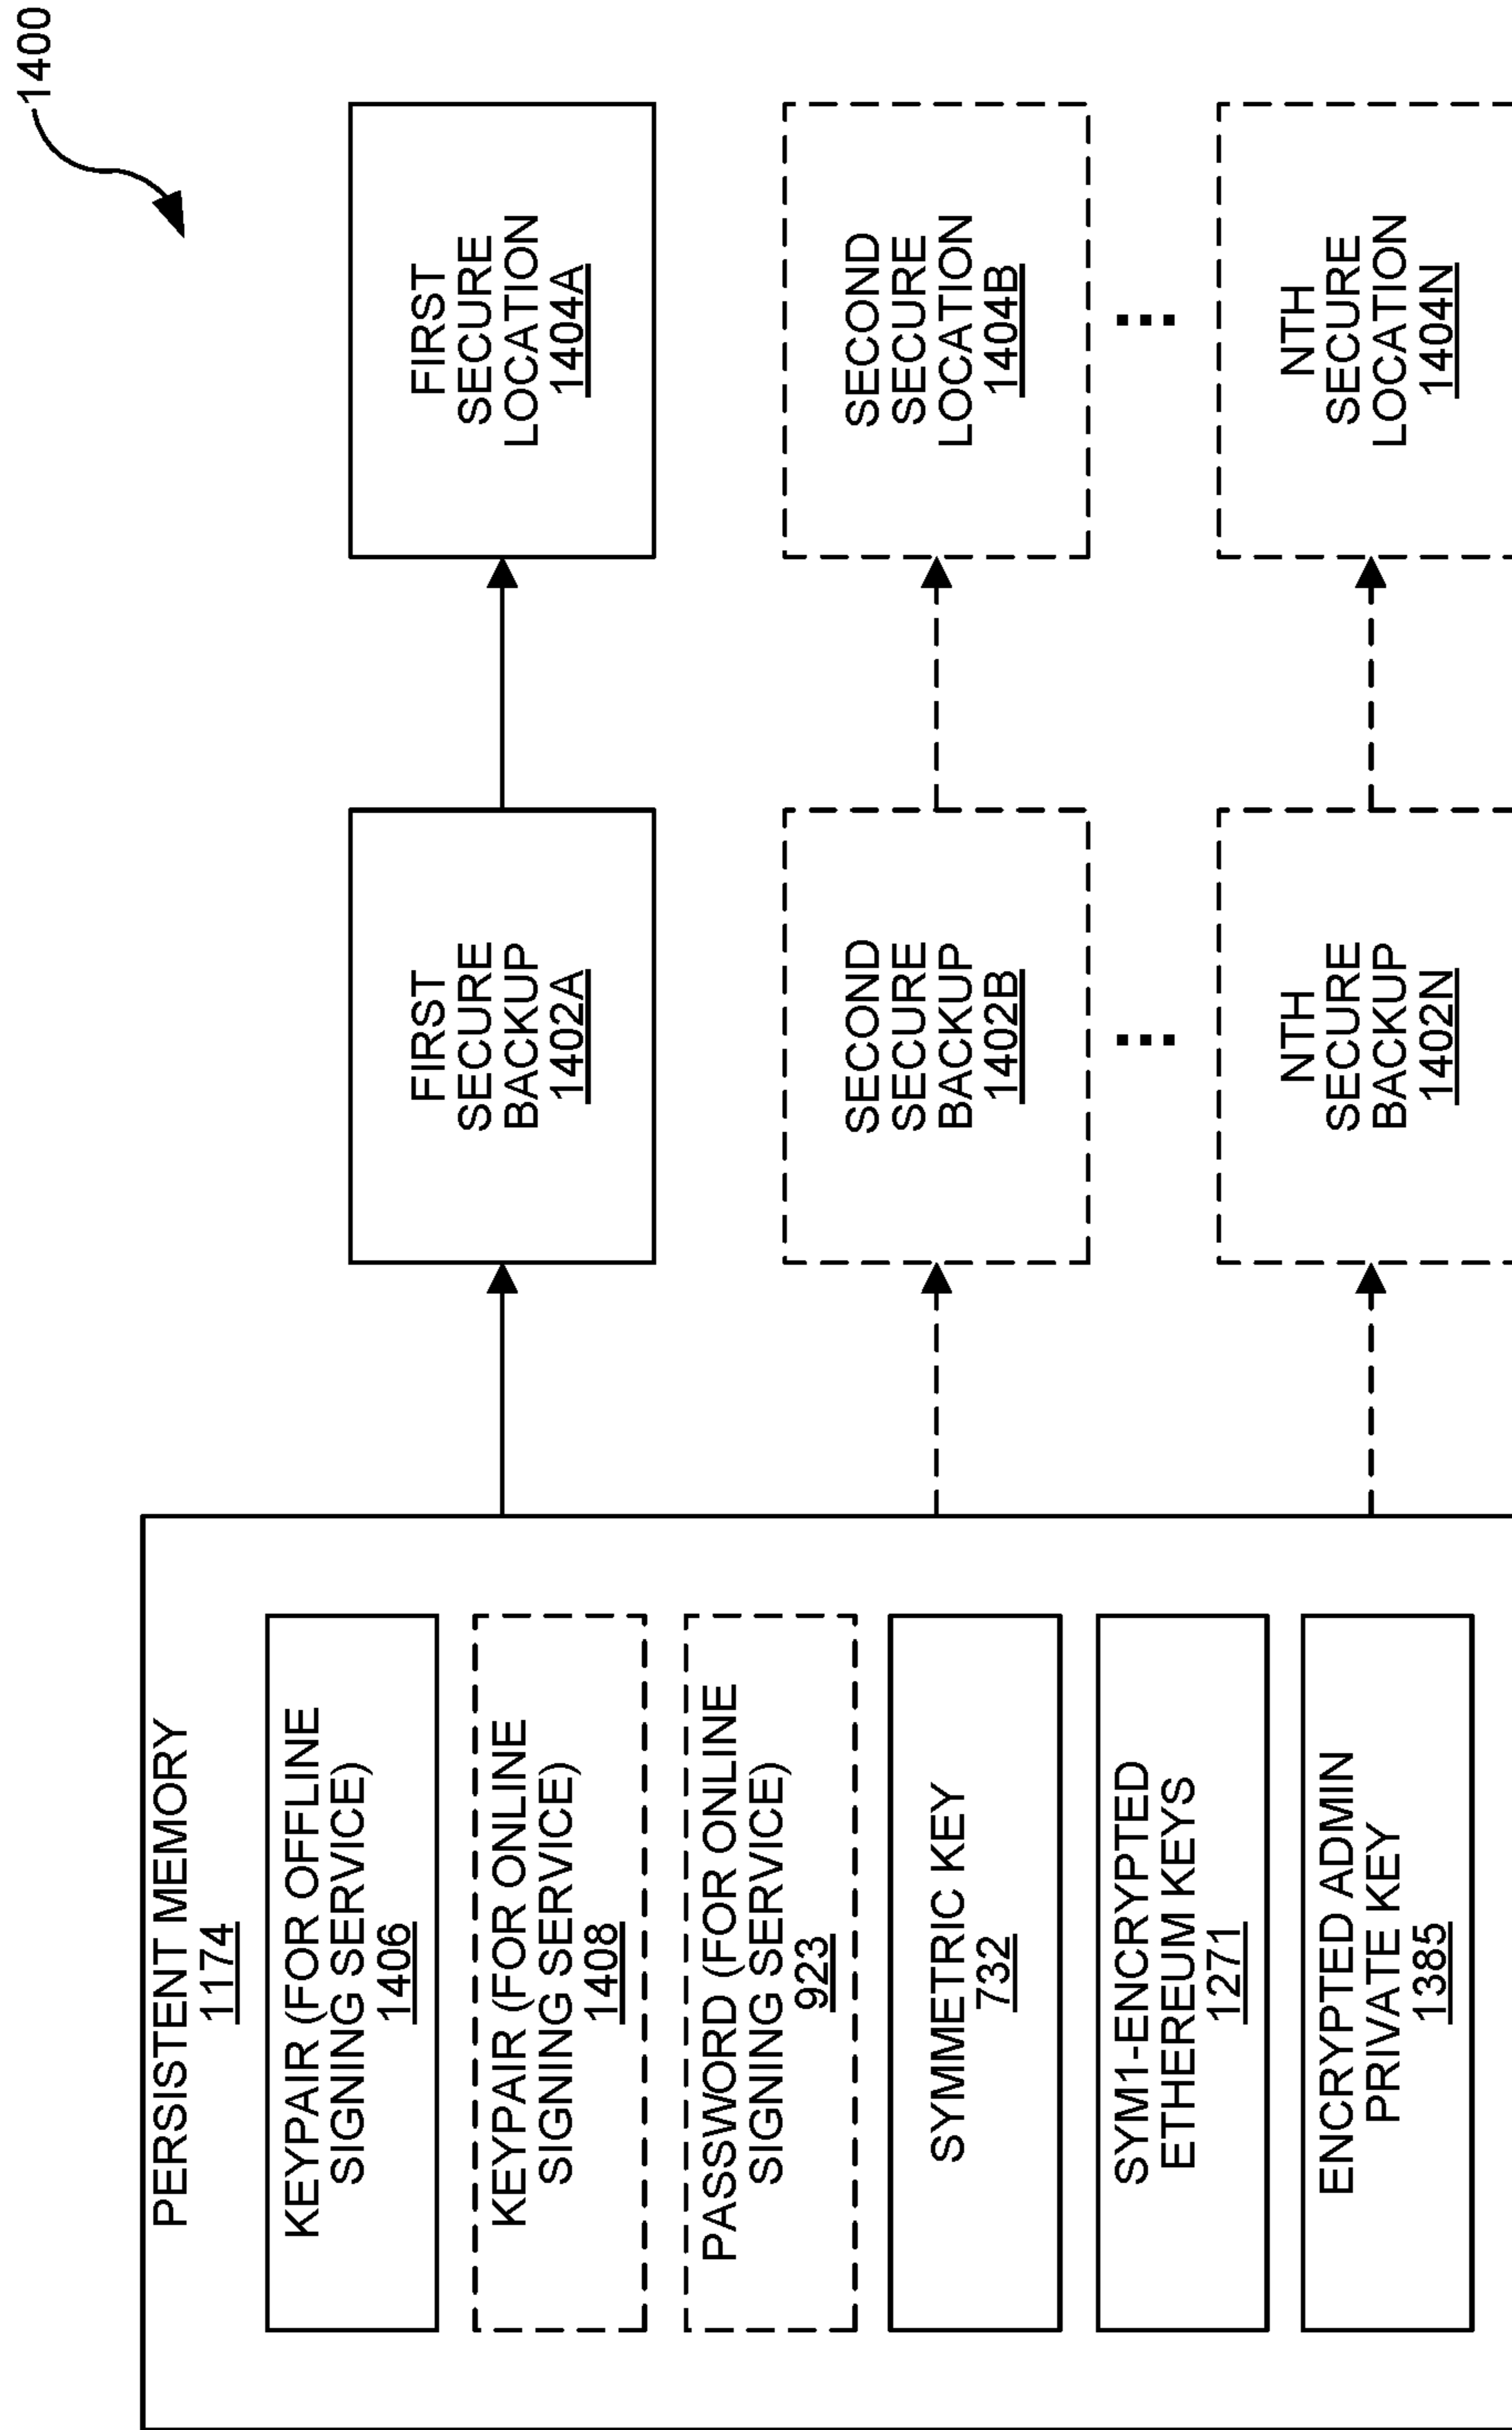 1400
PERSISTENT MEMORY
1174
KEYPAIR (FOR OFFLINE
SIGNING SERVICE)
1406
KEYPAIR (FOR ONLINE
SIGNING SERVICE)
1408
PASSWORD (FOR ONLINE
SIGNING SERVICE)
923
SYMMETRIC KEY
732
SYM1-ENCRYPTED
ETHEREUM KEYS
1271
ENCRYPTED ADMIN
PRIVATE KEY
1385
FIRST
SECURE
BACKUP
1402A
SECOND
SECURE
BACKUP
1402B
...
NTH
SECURE
BACKUP
1402N
FIRST
SECURE
LOCATION
1404A
SECOND
SECURE
LOCATION
1404B
...
NTH
SECURE
LOCATION
1404N